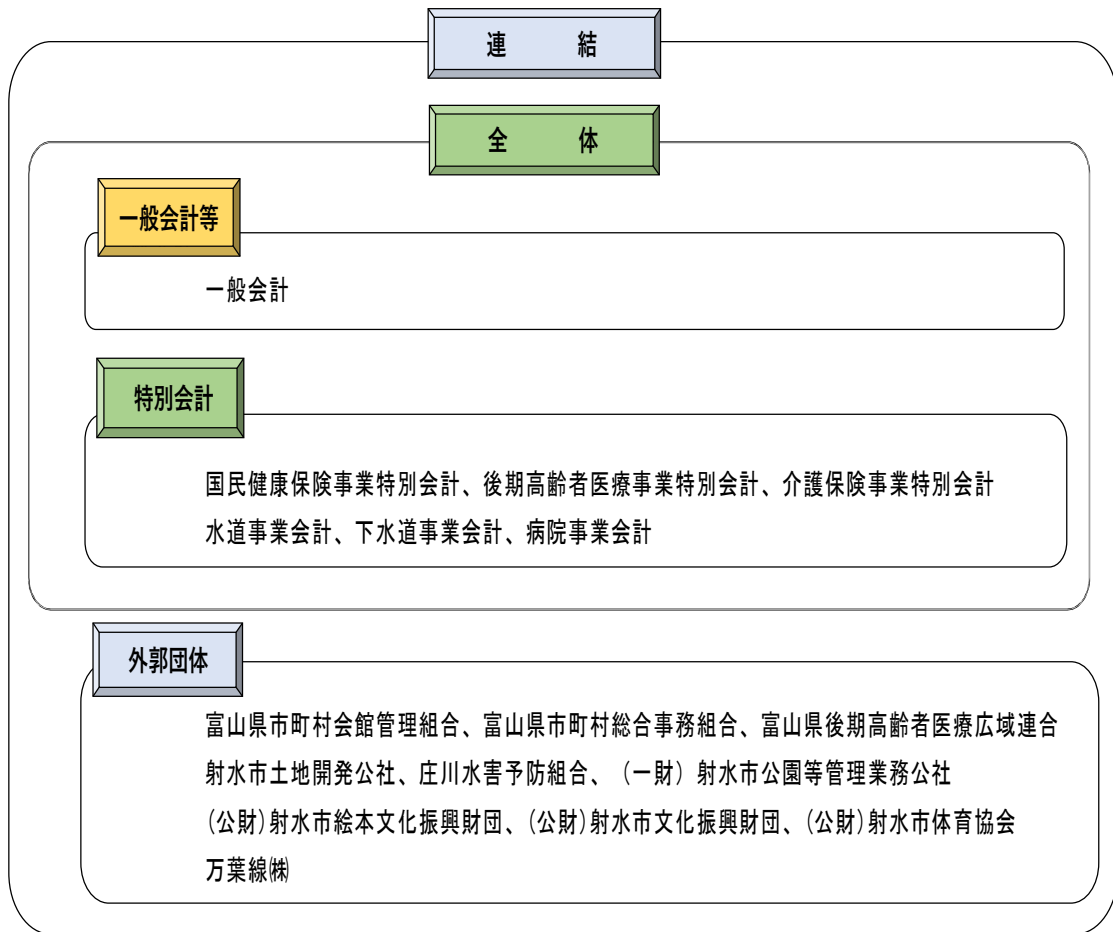 連 結
全 体
一般会計等
一般会計
特別会計
国民健康保険事業特別会計、後期高齢者医療事業特別会計、介護保険事業特別会計
水道事業会計、下水道事業会計、病院事業会計
外郭団体
富山県市町村会館管理組合、富山県市町村総合事務組合、富山県後期高齢者医療広域連合
射水市土地開発公社、庄川水害予防組合、（一財）射水市公園等管理業務公社
(公財)射水市絵本文化振興財団、(公財)射水市文化振興財団、(公財)射水市体育協会
万葉線㈱